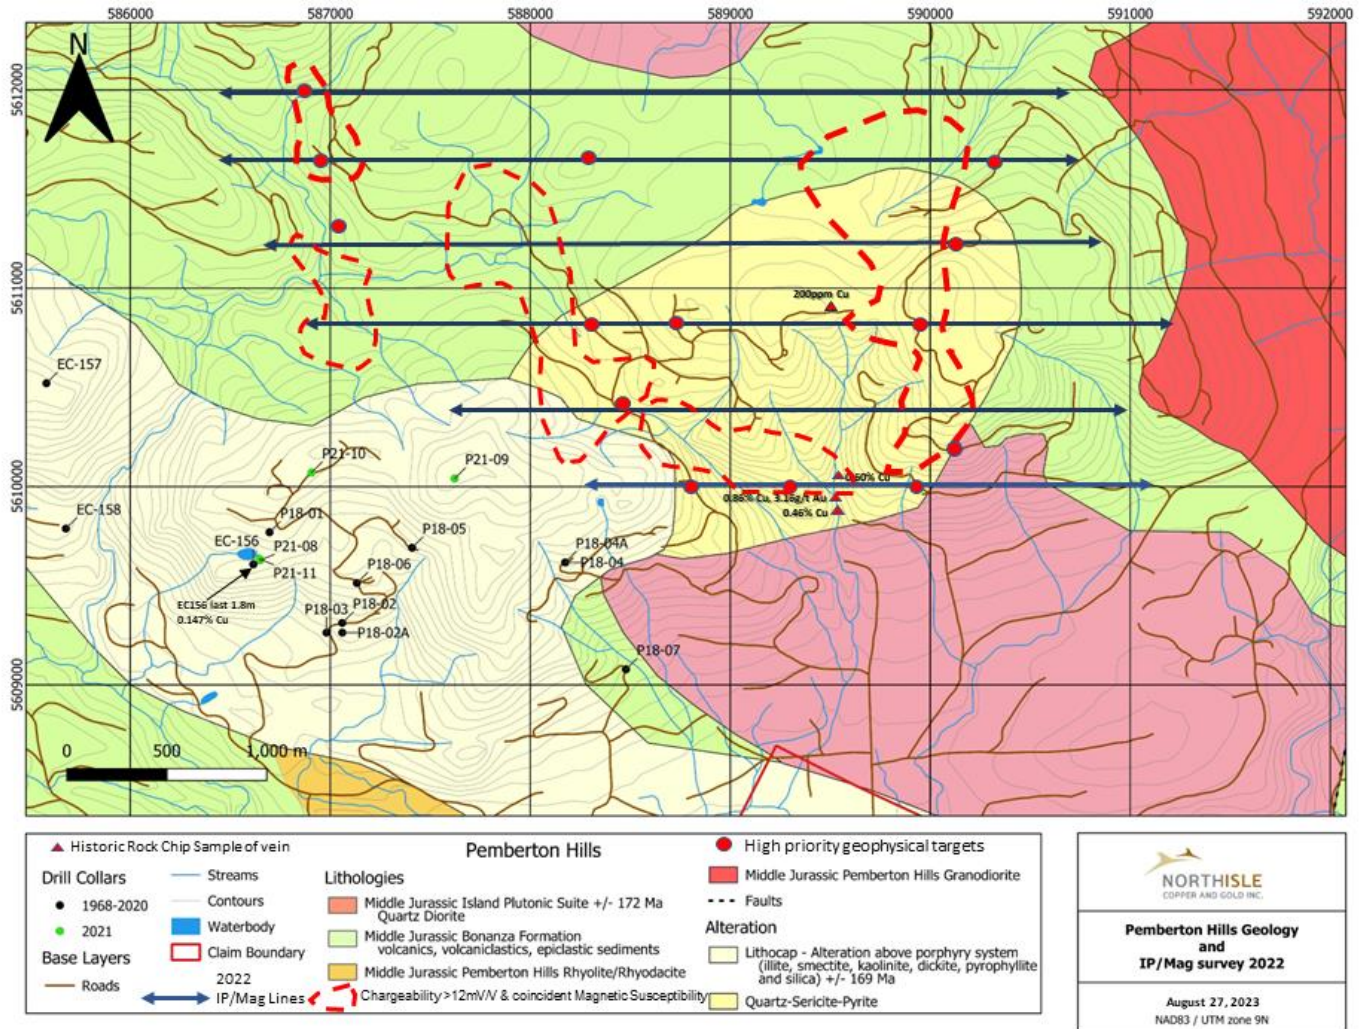 586000 587000 588000 589000 590000 591000 592000
N
5612000
5611000
5610000
5609000
200ppm Cu
EC-157
P21-10
P21-09
0.60% Cu
0.86% Cu, 3.16g/t Au
0.46% Cu
EC-158
P18-01
P18-05
EC-156
P21-08
P21-11
P18-06
P18-04A
P18-04
EC156 last 1.8m
0.147% Cu
P18-03
P18-02
P18-02A
P18-07
0 500 1,000 m
Historic Rock Chip Sample of vein
Drill Collars
1968-2020
2021
Base Layers
Roads
Streams
Contours
Waterbody
Claim Boundary
2022
IP/Mag Lines
Pemberton Hills
Lithologies
Middle Jurassic Island Plutonic Suite +/- 172 Ma
Quartz Diorite
Middle Jurassic Bonanza Formation
volcanics, volcaniclastics, epiclastic sediments
Middle Jurassic Pemberton Hills Rhyolite/Rhyodacite
Chargeability >12mV/V & coincident Magnetic Susceptibility
High priority geophysical targets
Middle Jurassic Pemberton Hills Granodiorite
Faults
Alteration
Lithocap - Alteration above porphyry system
(illite, smectite, kaolinite, dickite, pyrophyllite
and silica) +/- 169 Ma
Quartz-Sericite-Pyrite
NORTHISLE
COPPER AND GOLD INC.
Pemberton Hills Geology
and
IP/Mag survey 2022
August 27, 2023
NAD83 / UTM zone 9N